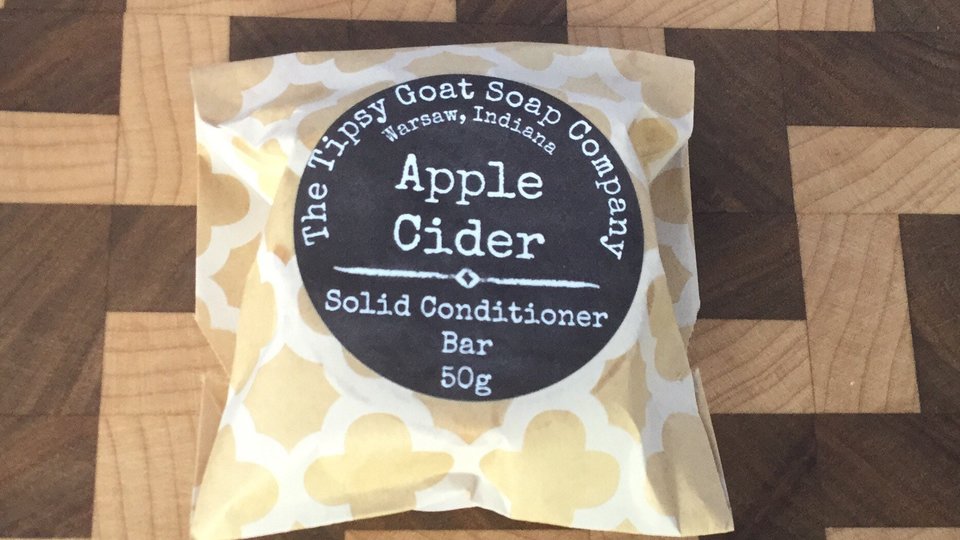 The Tipsy Goat Soap Company
Warsaw, Indiana
Apple
Cider
Solid Conditioner
Bar
50g